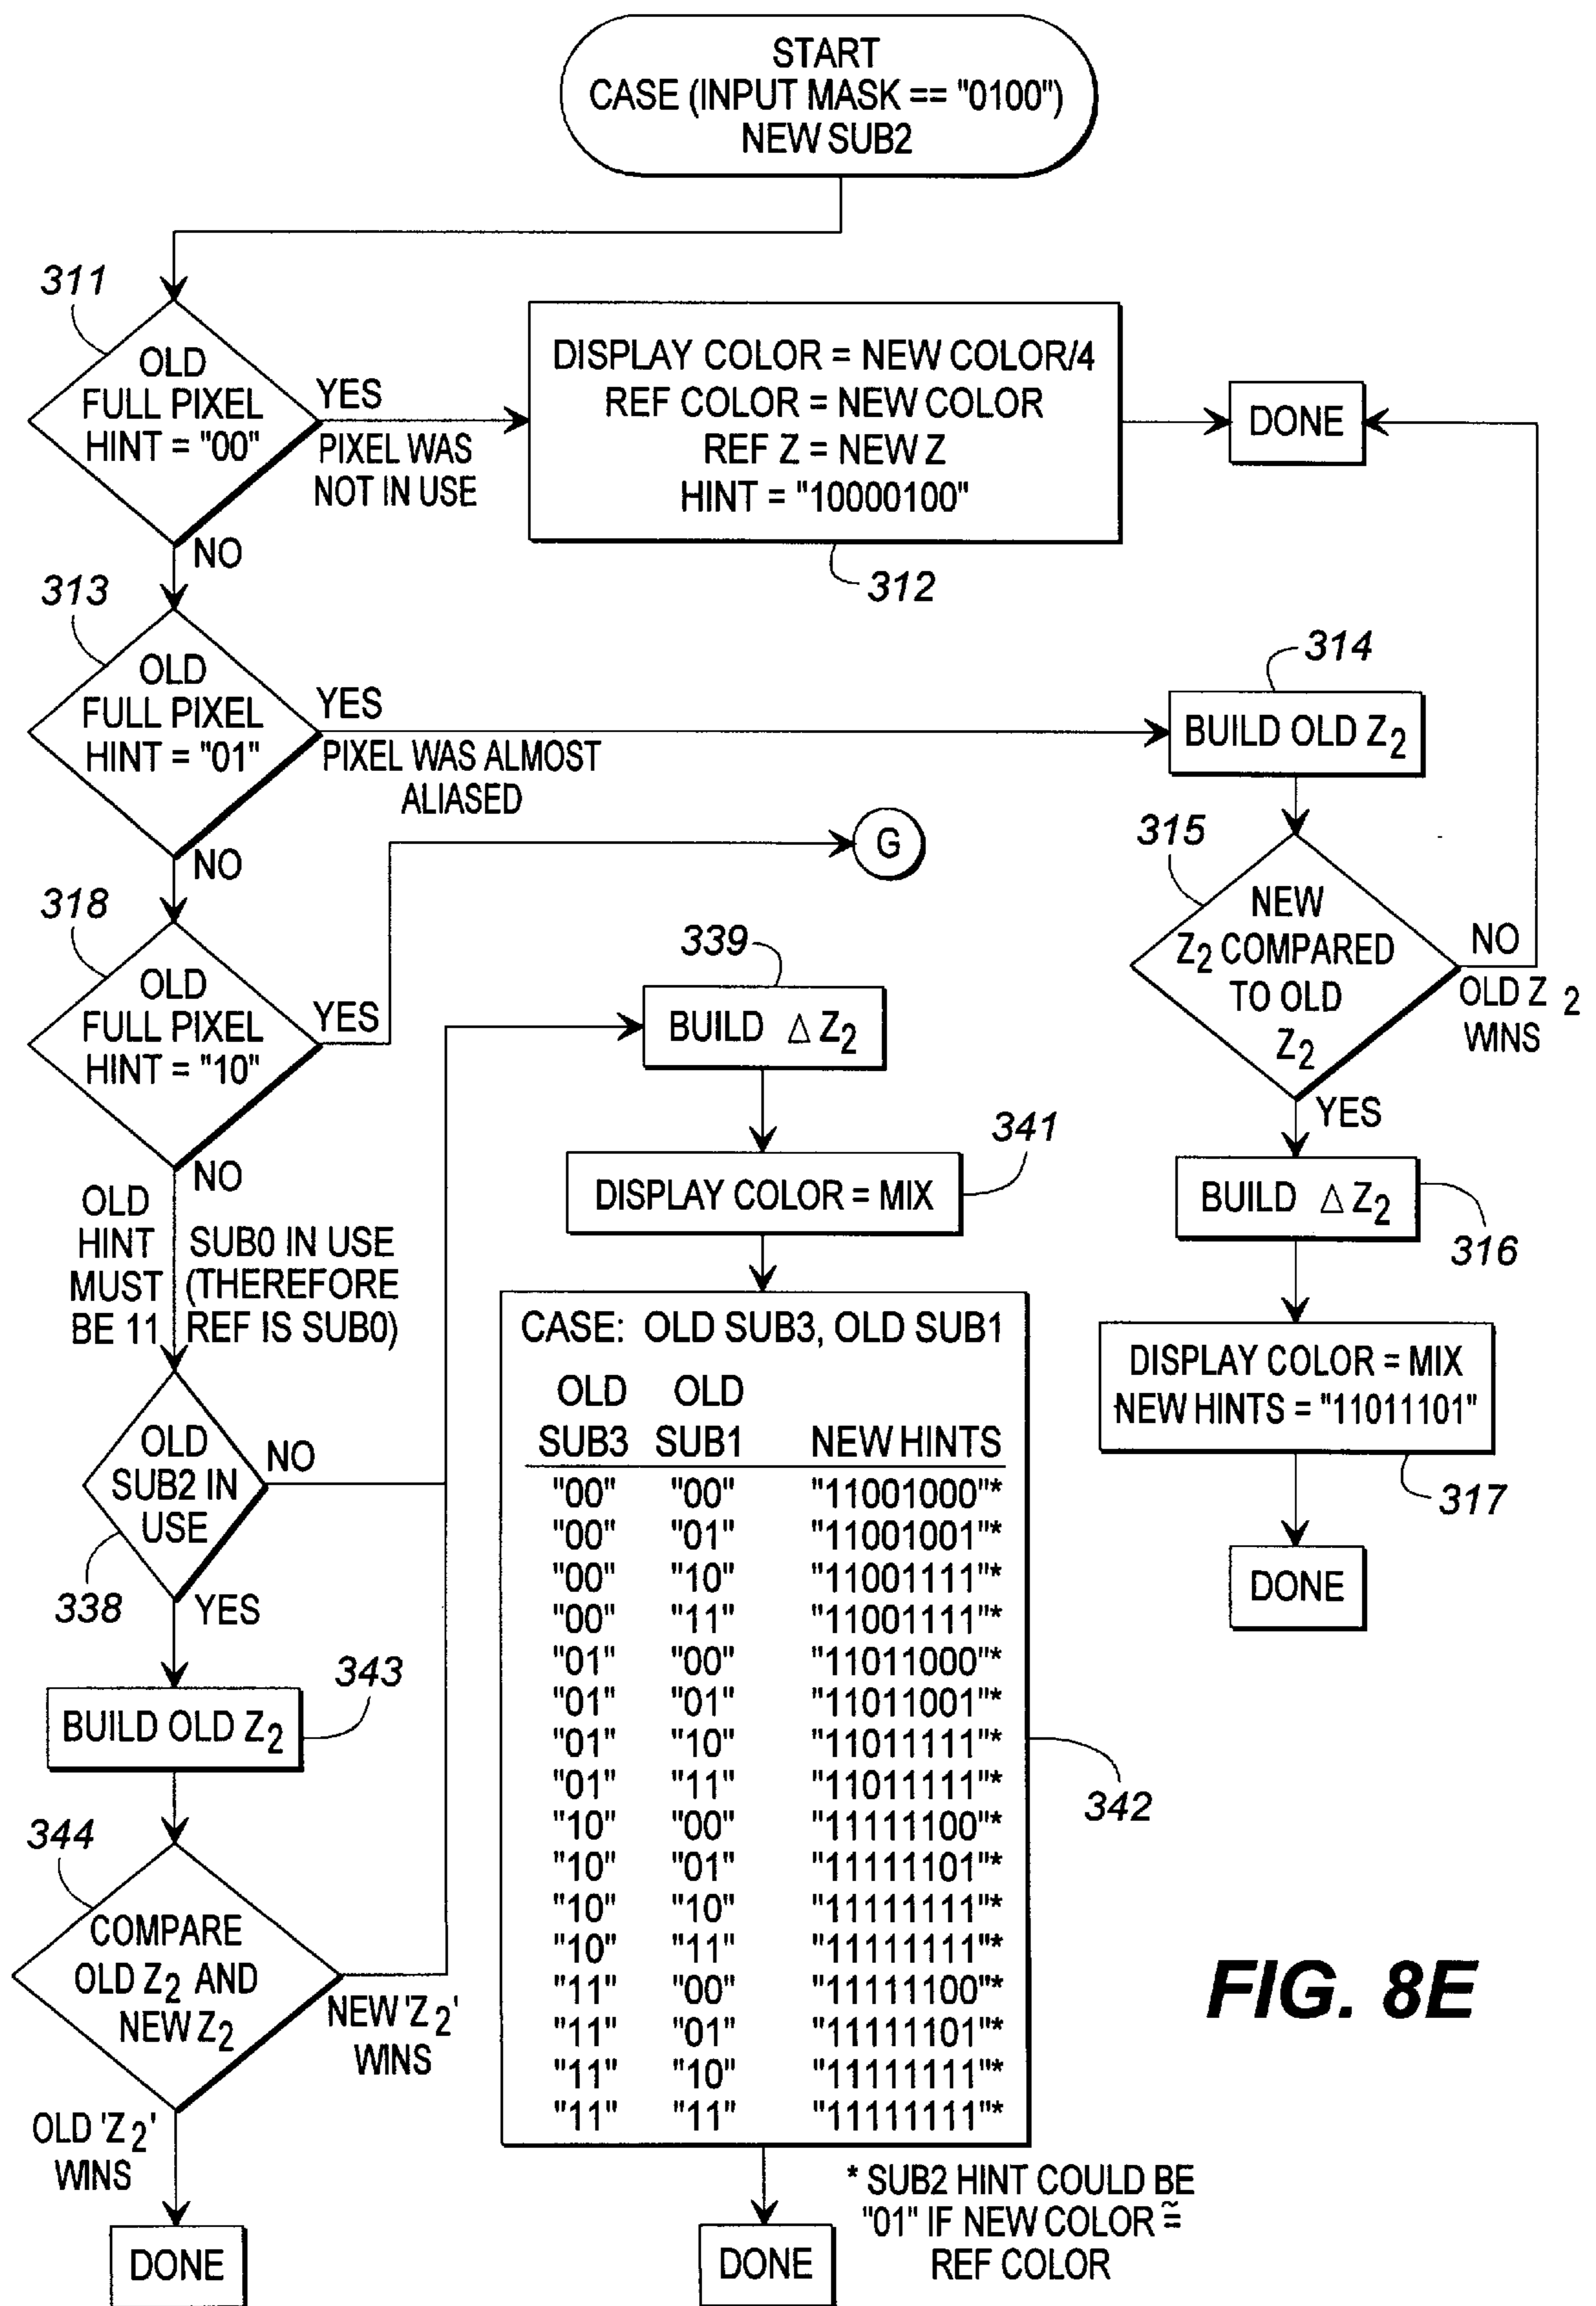 START
CASE (INPUT MASK == "0100")
NEW SUB2
311
OLD
FULL PIXEL
HINT = "00"
YES
PIXEL WAS
NOT IN USE
NO
DISPLAY COLOR = NEW COLOR/4
REF COLOR = NEW COLOR
REF Z = NEW Z
HINT = "10000100"
312
DONE
313
OLD
FULL PIXEL
HINT = "01"
YES
PIXEL WAS ALMOST
ALIASED
NO
314
BUILD OLD Z2
315
NEW
Z2 COMPARED
TO OLD
Z2
NO
OLD Z 2
WINS
YES
BUILD Δ Z2
316
DISPLAY COLOR = MIX
NEW HINTS = "11011101"
317
DONE
318
OLD
FULL PIXEL
HINT = "10"
YES
G
NO
OLD
HINT
MUST
BE 11
SUB0 IN USE
(THEREFORE
REF IS SUB0)
OLD
SUB2 IN
USE
NO
338
YES
339
BUILD Δ Z2
341
DISPLAY COLOR = MIX
CASE: OLD SUB3, OLD SUB1
OLD OLD
SUB3 SUB1 NEW HINTS
"00" "00" "11001000"*
"00" "01" "11001001"*
"00" "10" "11001111"*
"00" "11" "11001111"*
"01" "00" "11011000"*
"01" "01" "11011001"*
"01" "10" "11011111"*
"01" "11" "11011111"*
"10" "00" "11111100"*
"10" "01" "11111101"*
"10" "10" "11111111"*
"10" "11" "11111111"*
"11" "00" "11111100"*
"11" "01" "11111101"*
"11" "10" "11111111"*
"11" "11" "11111111"*
342
* SUB2 HINT COULD BE
"01" IF NEW COLOR ≅
REF COLOR
DONE
343
BUILD OLD Z2
344
COMPARE
OLD Z2 AND
NEW Z2
NEW 'Z2'
WINS
OLD 'Z2'
WINS
DONE
FIG. 8E